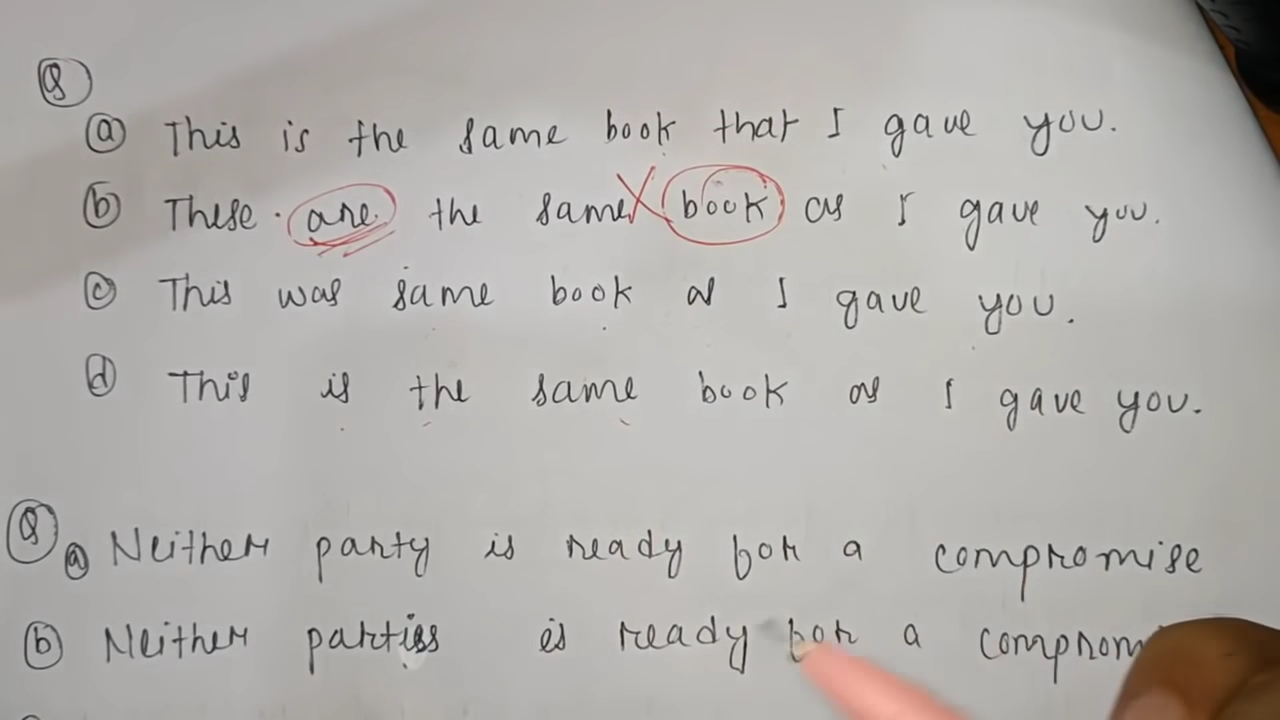 Q
(a) This is the same book that I gave you.
(b) These are the same book as I gave you.
(c) This was same book as I gave you.
(d) This is the same book as I gave you.
Q
(a) Neither party is ready for a compromise
(b) Neither parties is ready for a